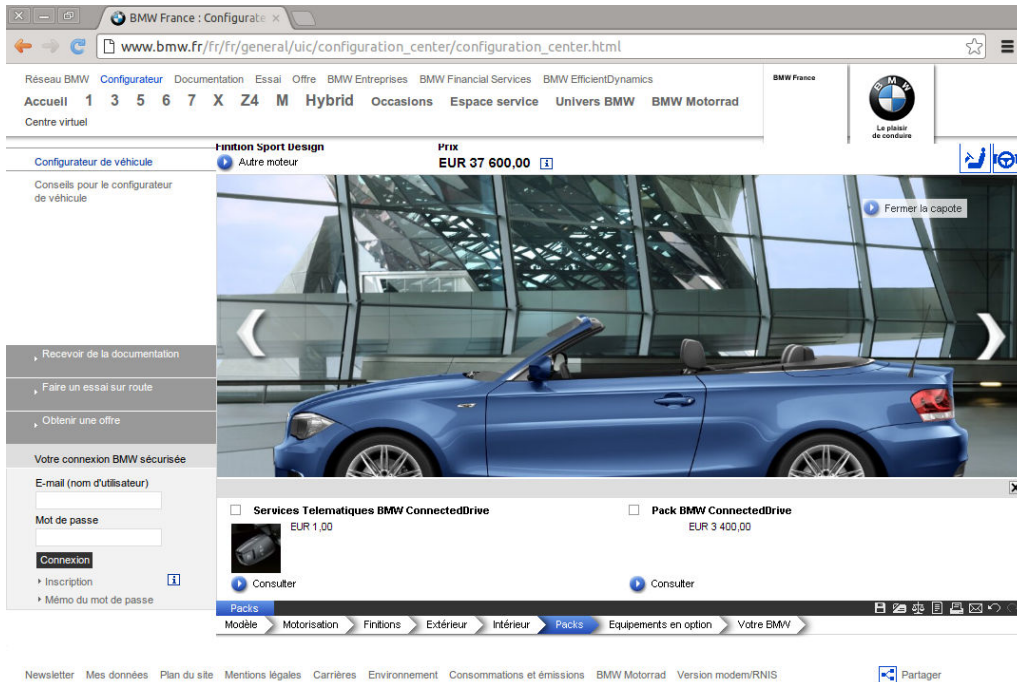 BMW France : Configurate
www.bmw.fr/fr/fr/general/uic/configuration_center/configuration_center.html
Réseau BMW Configurateur Documentation Essai Offre BMW Entreprises BMW Financial Services BMW EfficientDynamics
BMW France
Accueil 1 3 5 6 7 X Z4 M Hybrid Occasions Espace service Univers BMW BMW Motorrad
Centre virtuel
BMW
Le plaisir
de conduire
Configurateur de véhicule
Conseils pour le configurateur
de véhicule
Finition Sport Design Prix
Autre moteur EUR 37 600,00 i
Fermer la capote
Recevoir de la documentation
Faire un essai sur route
Obtenir une offre
Votre connexion BMW sécurisée
E-mail (nom d'utilisateur)
Mot de passe
Connexion
Inscription i
Mémo du mot de passe
Services Telematiques BMW ConnectedDrive
EUR 1,00
Consulter
Pack BMW ConnectedDrive
EUR 3 400,00
Consulter
Packs
Modèle Motorisation Finitions Extérieur Intérieur Packs Equipements en option Votre BMW
Newsletter Mes données Plan du site Mentions légales Carrières Environnement Consommations et émissions BMW Motorrad Version modem/RNIS Partager